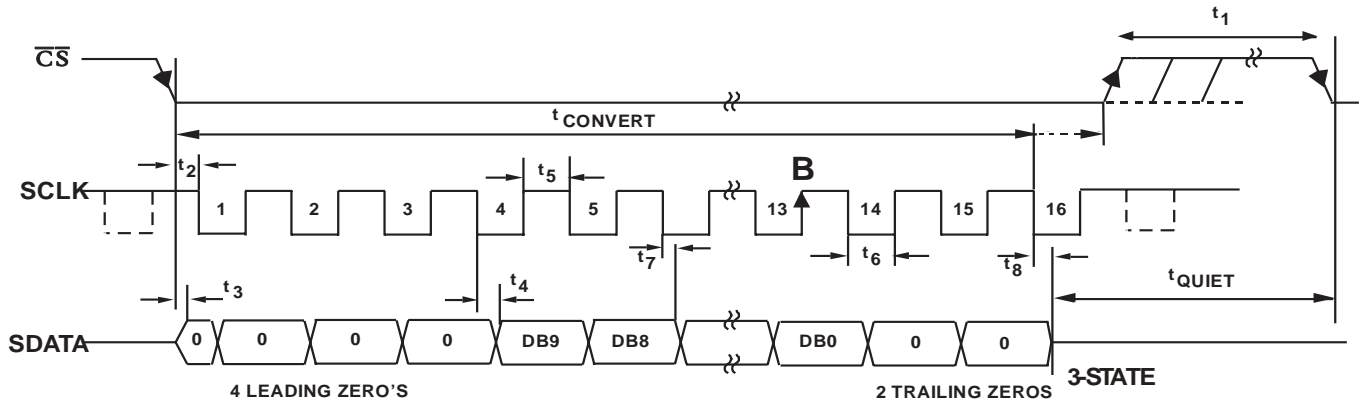 t1
CS
tCONVERT
t2
t5
B
SCLK
1 2 3 4 5 13 14 15 16
t7 t6 t8
tQUIET
t3 t4
SDATA
0 0 0 0 DB9 DB8 DB0 0 0
3-STATE
4 LEADING ZERO'S 2 TRAILING ZEROS